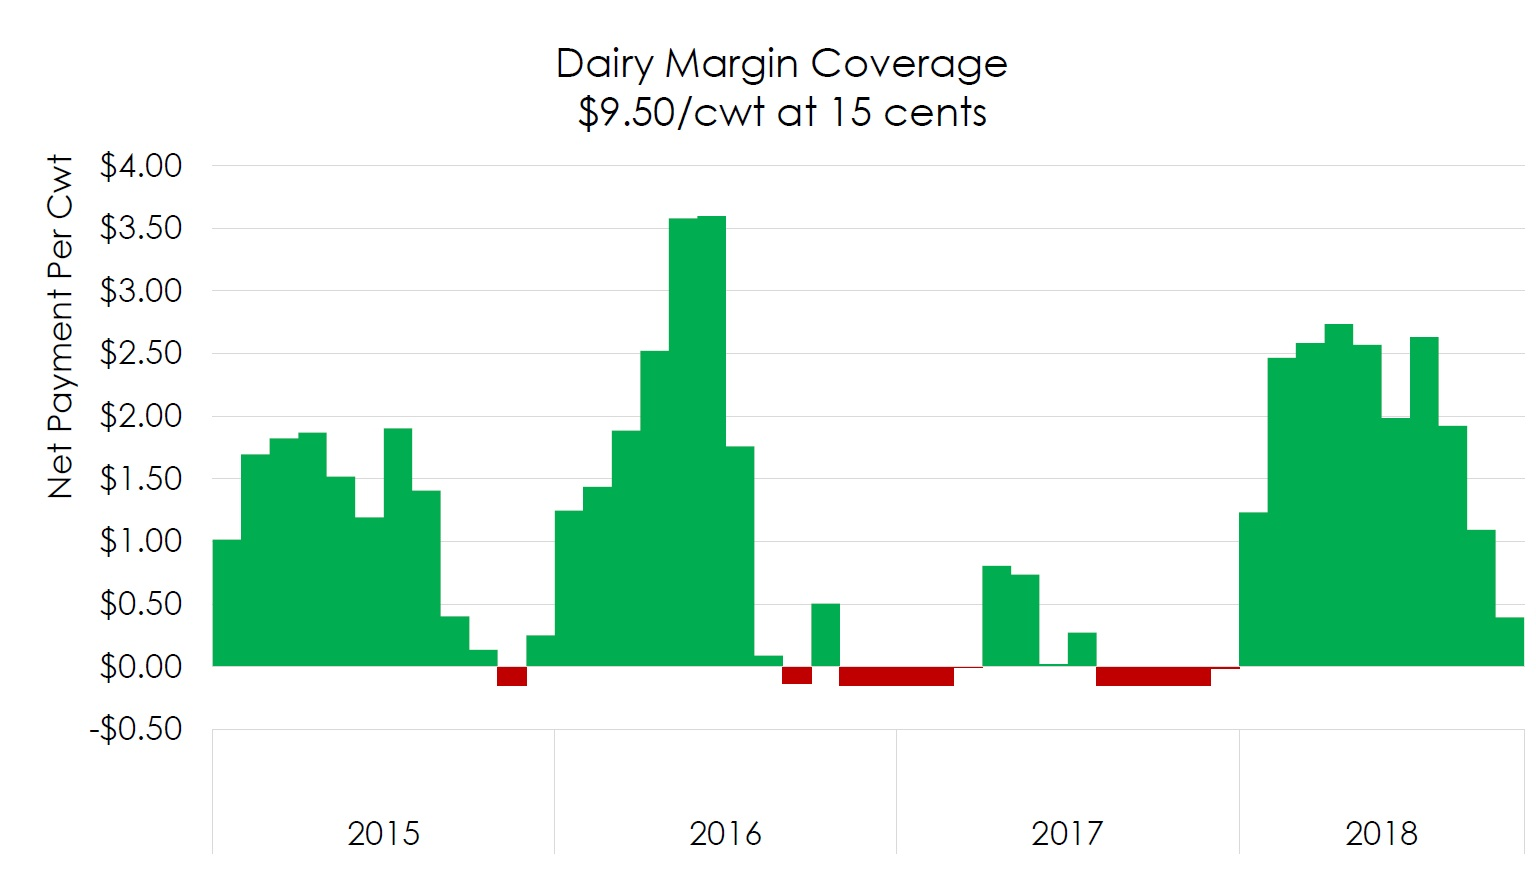 Dairy Margin Coverage
$9.50/cwt at 15 cents
Net Payment Per Cwt
$4.00
$3.50
$3.00
$2.50
$2.00
$1.50
$1.00
$0.50
$0.00
-$0.50
2015 2016 2017 2018